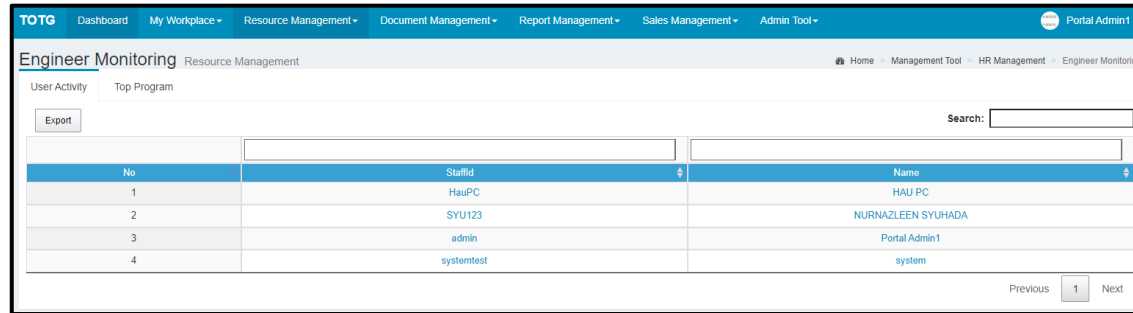 TOTG Dashboard My Workplace Resource Management Document Management Report Management Sales Management Admin Tool Portal Admin1
Engineer Monitoring Resource Management Home > Management Tool > HR Management > Engineer Monitorin
User Activity Top Program
Export Search:
No StaffId Name
1 HauPC HAU PC
2 SYU123 NURNAZLEEN SYUHADA
3 admin Portal Admin1
4 systemtest system
Previous 1 Next